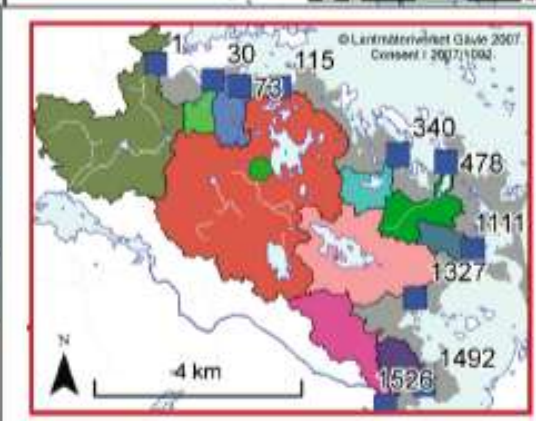 © Lantmäteriverket Gävle 2007.
Consent I 2007/1092.
1
30
115
73
340
478
1111
1327
1492
1526
N
4 km